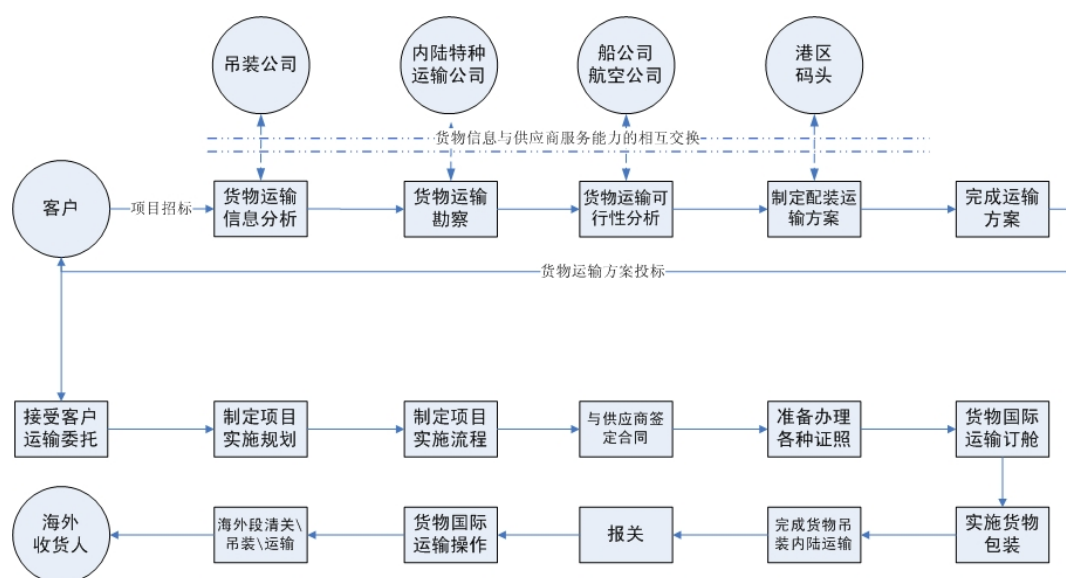 吊装公司
内陆特种
运输公司
船公司
航空公司
港区
码头
货物信息与供应商服务能力的相互交换
客户
项目招标
货物运输
信息分析
货物运输
勘察
货物运输可
行性分析
制定配装运
输方案
完成运输
方案
货物运输方案投标
接受客户
运输委托
制定项目
实施规划
制定项目
实施流程
与供应商签
定合同
准备办理
各种证照
货物国际
运输订舱
海外
收货人
海外段清关\
吊装\运输
货物国际
运输操作
报关
完成货物吊
装内陆运输
实施货物
包装